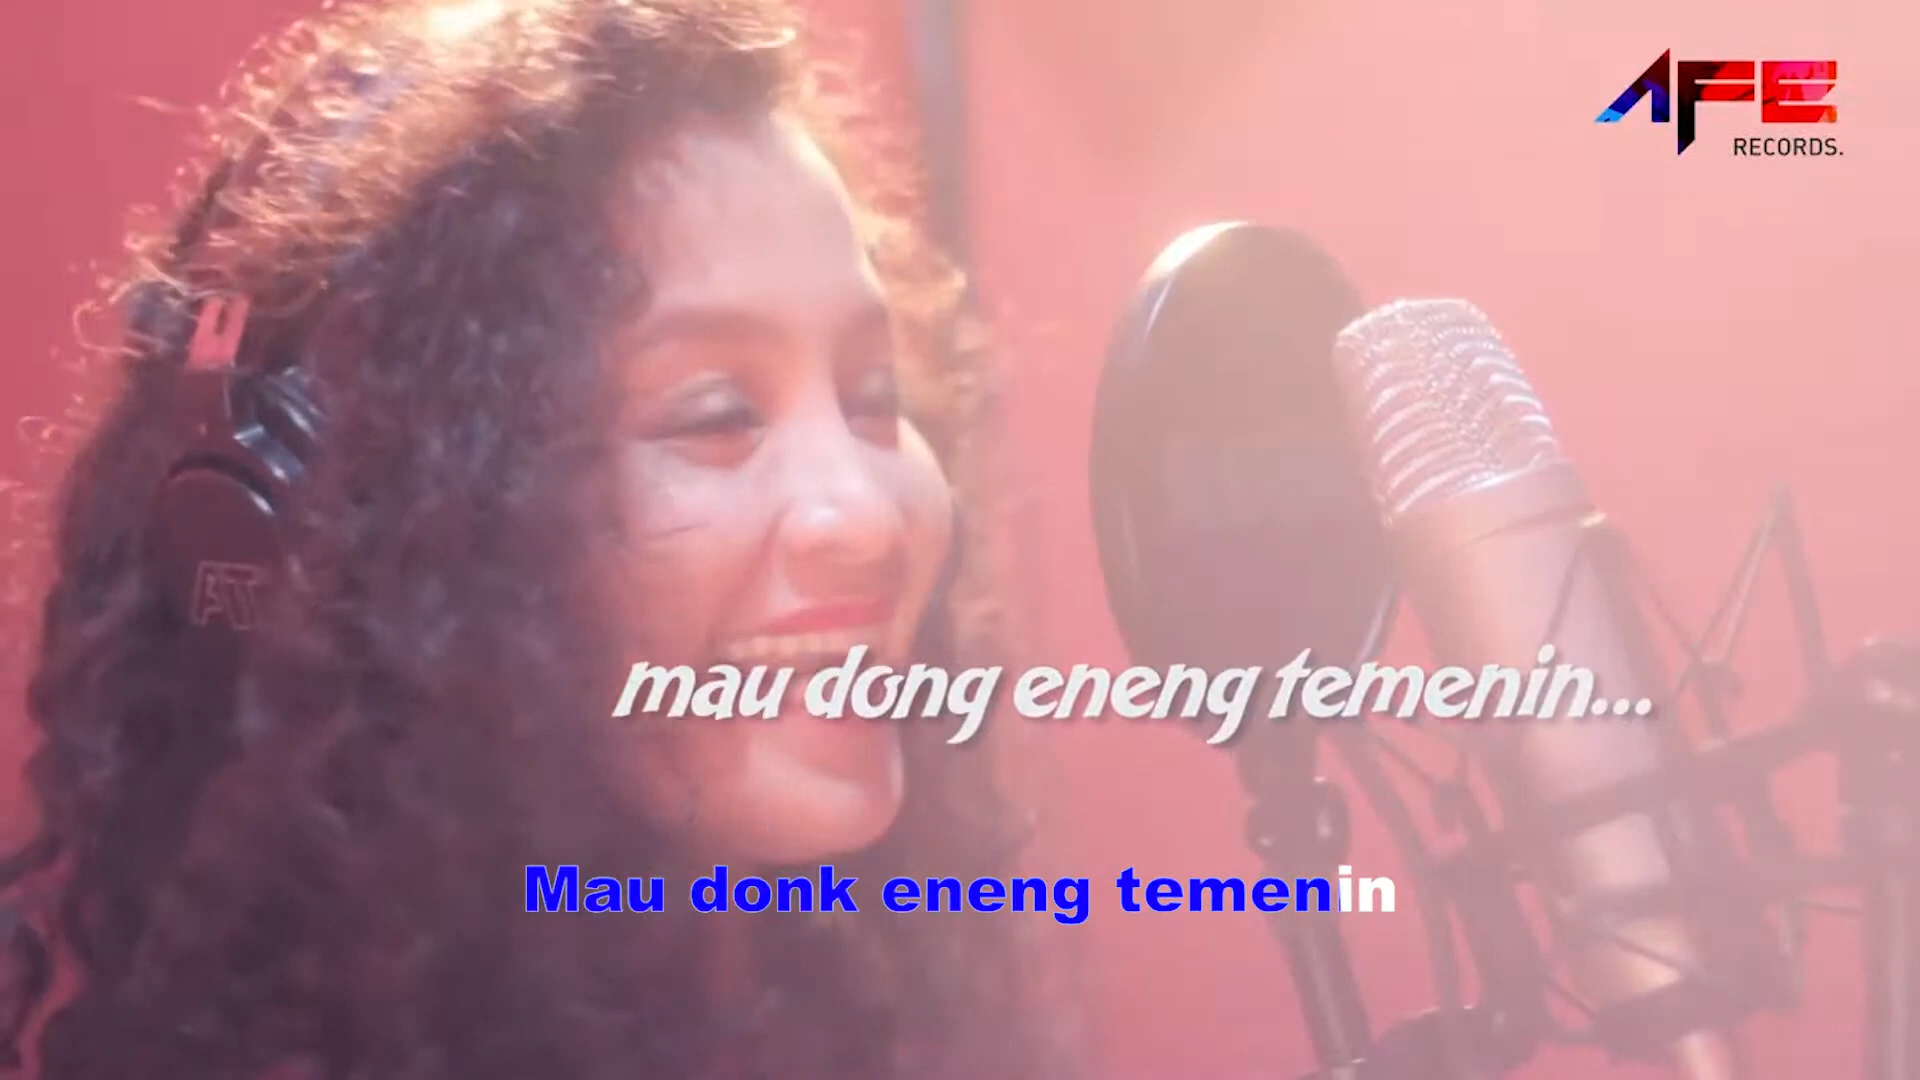 AFE
RECORDS.
mau dong eneng temenin...
Mau donk eneng temenin